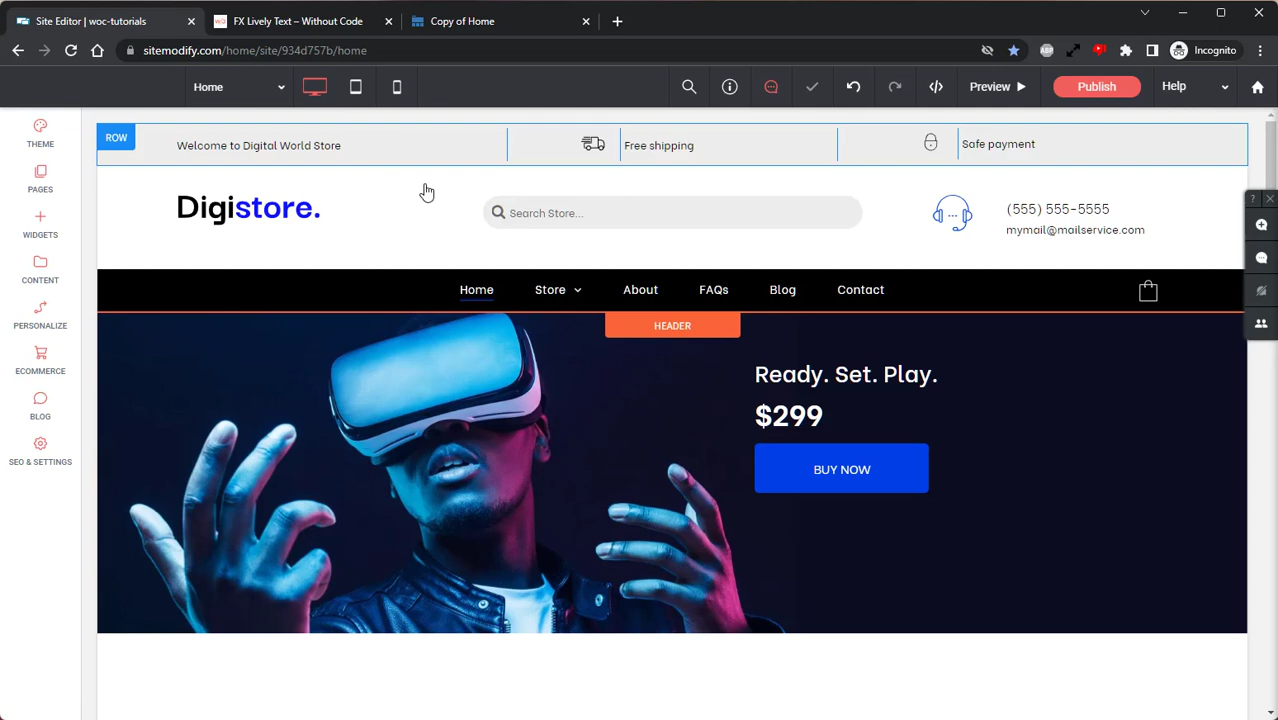 Site Editor | woc-tutorials
FX Lively Text – Without Code
Copy of Home
sitemodify.com/home/site/934d757b/home
ABP
Incognito
Home
Preview
Publish
Help
THEME
PAGES
WIDGETS
CONTENT
PERSONALIZE
ECOMMERCE
BLOG
SEO & SETTINGS
ROW
Welcome to Digital World Store
Free shipping
Safe payment
Digistore.
Search Store...
(555) 555-5555
mymail@mailservice.com
Home
Store
About
FAQs
Blog
Contact
HEADER
Ready. Set. Play.
$299
BUY NOW